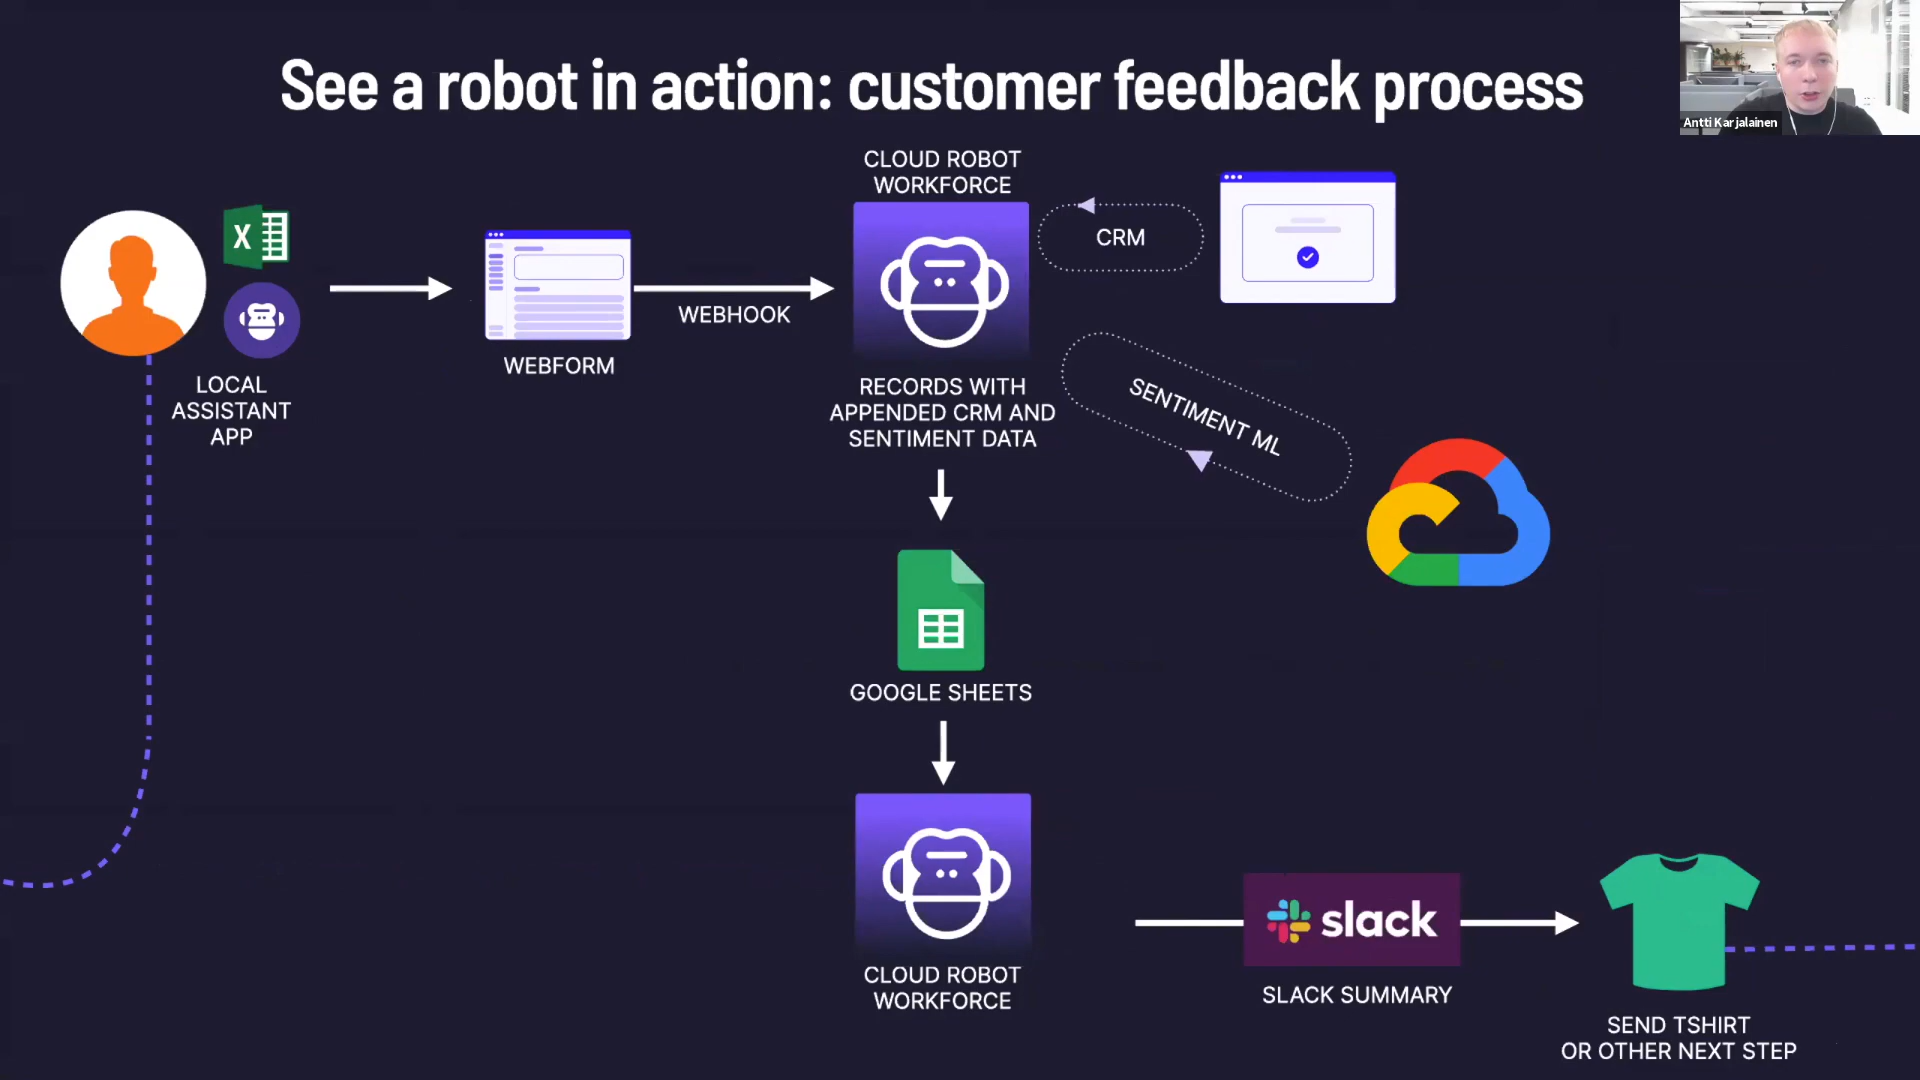 See a robot in action: customer feedback process
Antti Karjalainen
CLOUD ROBOT
WORKFORCE
CRM
X
WEBHOOK
WEBFORM
LOCAL
ASSISTANT
APP
RECORDS WITH
APPENDED CRM AND
SENTIMENT DATA
SENTIMENT ML
GOOGLE SHEETS
CLOUD ROBOT
WORKFORCE
slack
SLACK SUMMARY
SEND TSHIRT
OR OTHER NEXT STEP